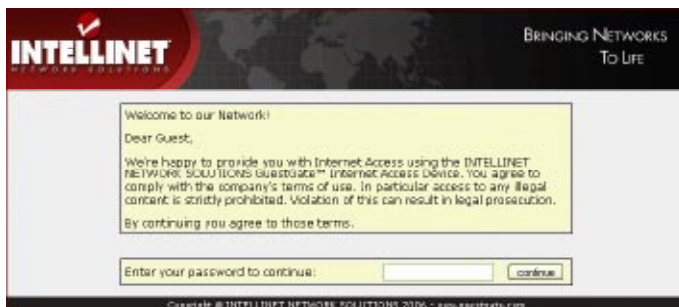 INTELLINET
NETWORK SOLUTIONS
BRINGING NETWORKS
TO LIFE
Welcome to our Network!
Dear Guest,
We're happy to provide you with Internet Access using the INTELLINET
NETWORK SOLUTIONS GuestGate™ Internet Access Device. You agree to
comply with the company's terms of use. In particular access to any illegal
content is strictly prohibited. Violation of this can result in legal prosecution.
By continuing you agree to those terms.
Enter your password to continue:
continue
Copyright © INTELLINET NETWORK SOLUTIONS 2006 - www.guestgate.com